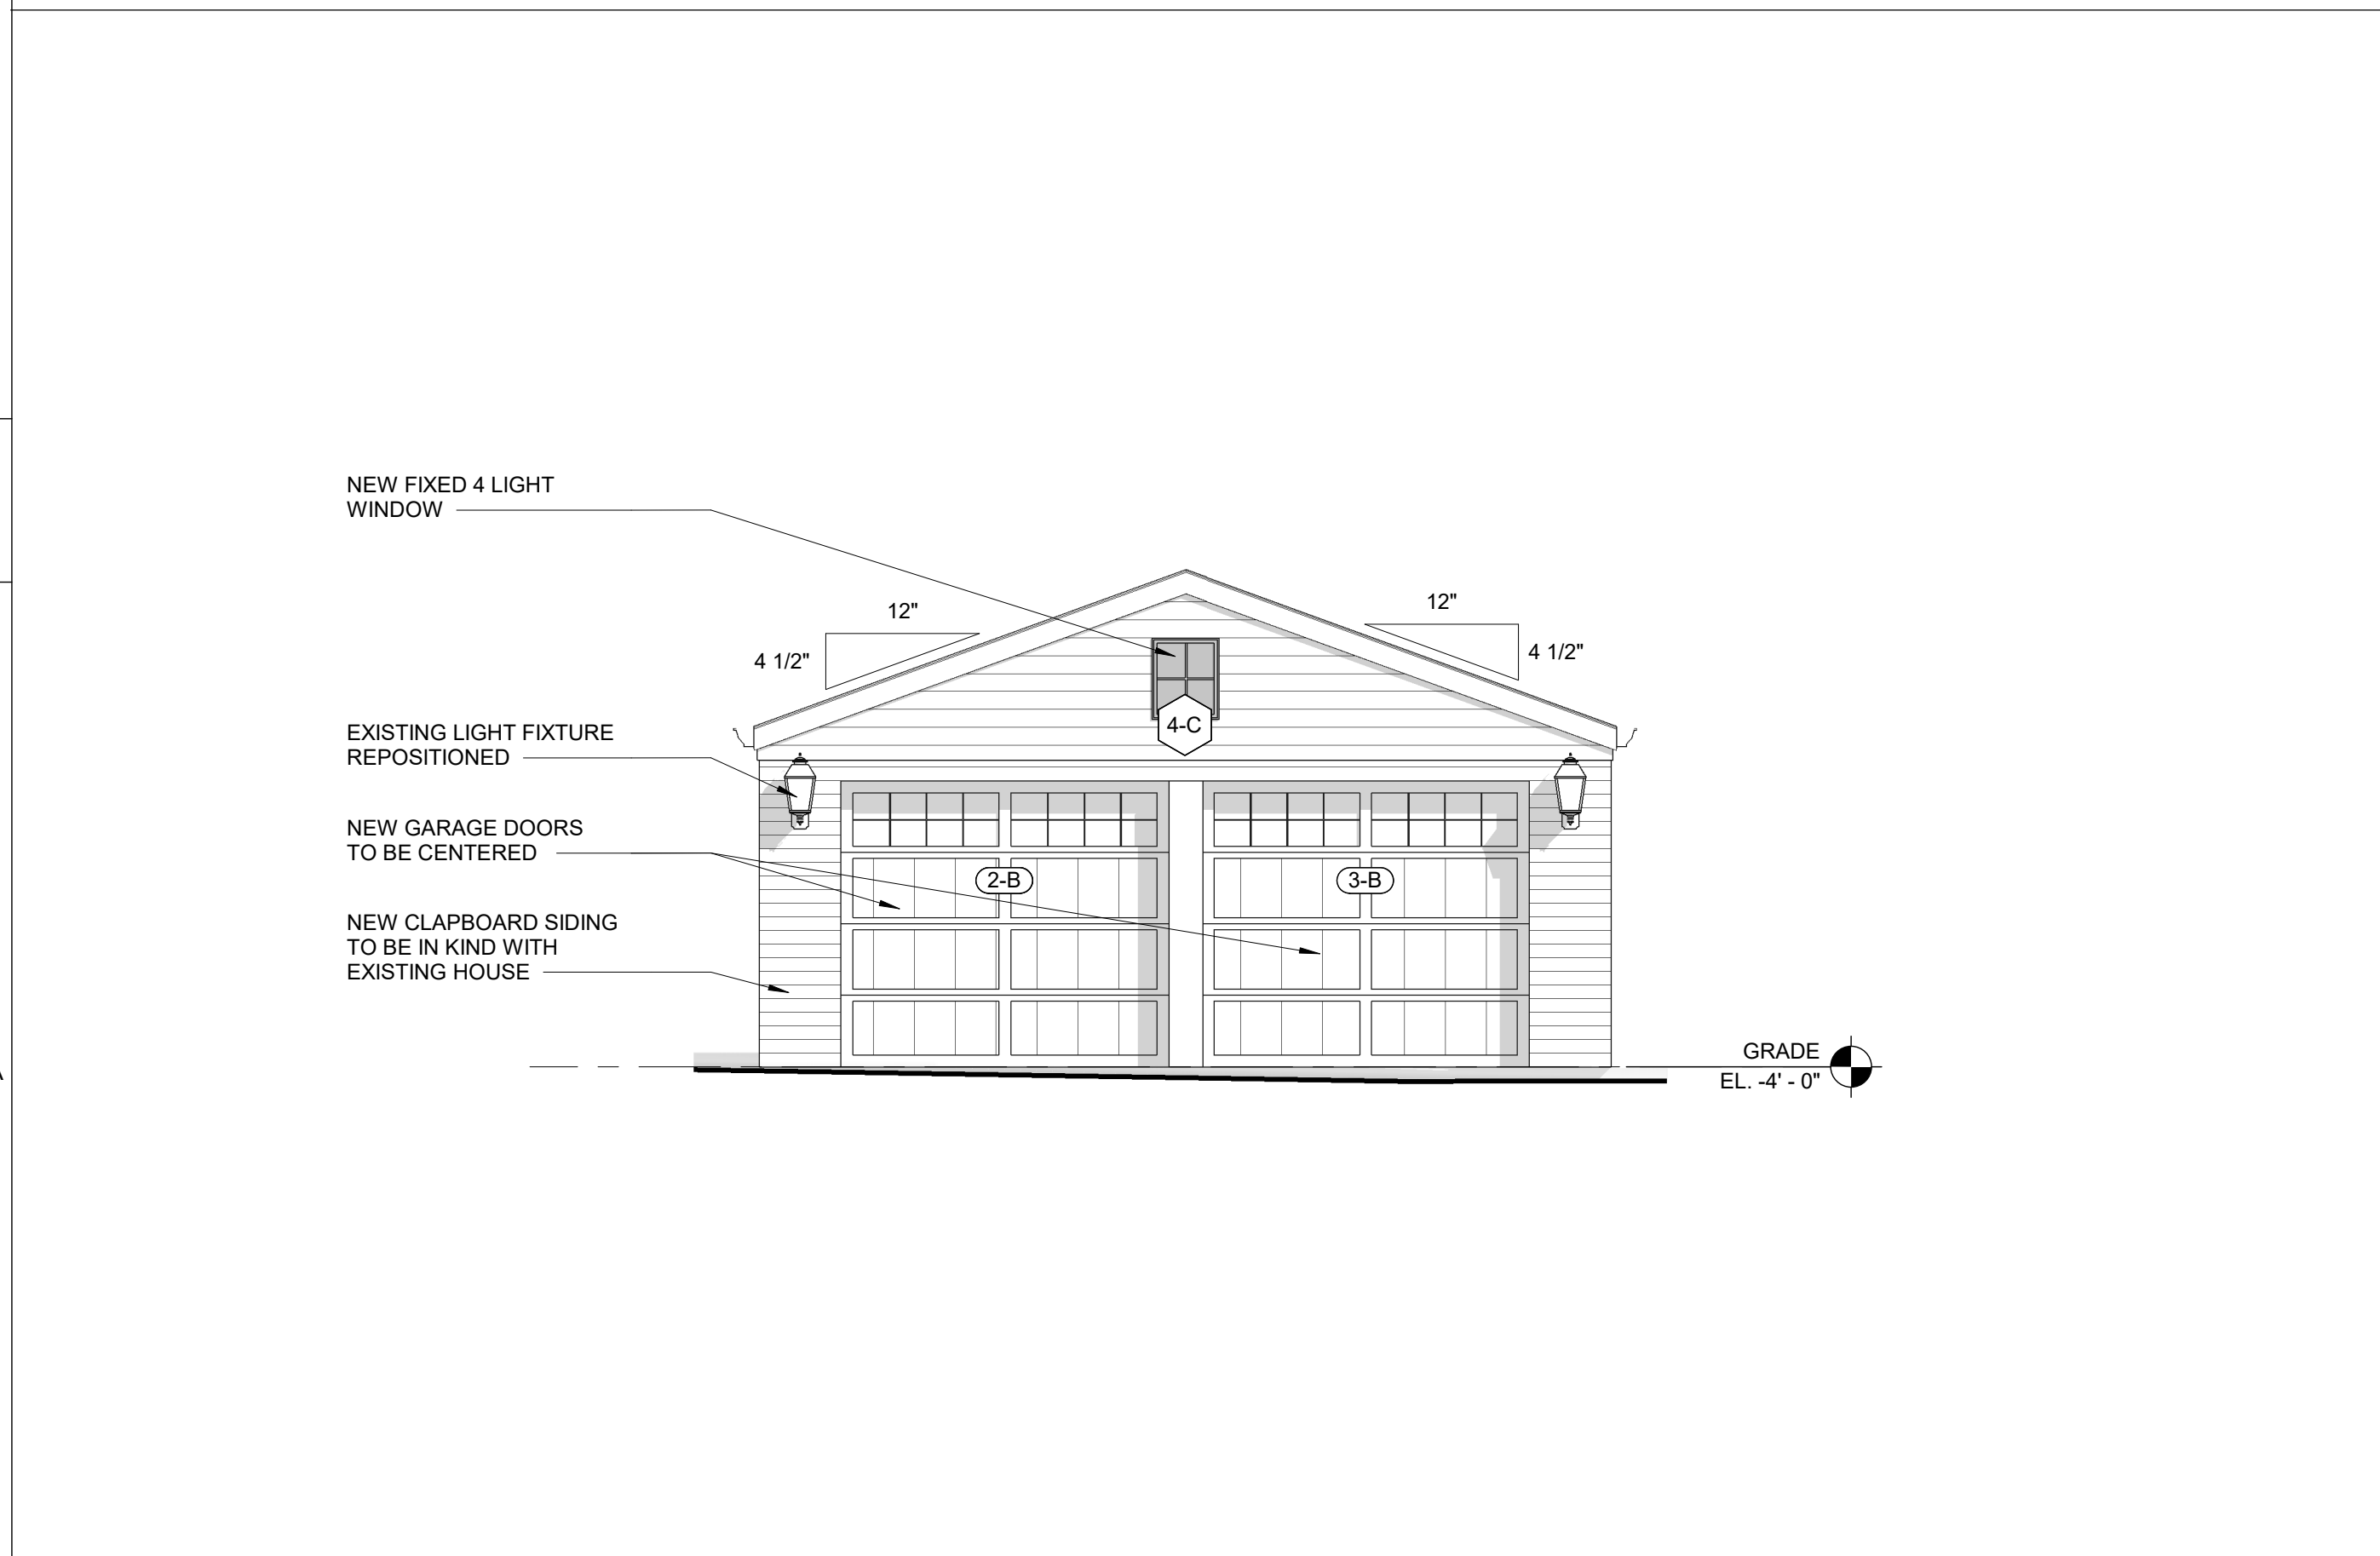 NEW FIXED 4 LIGHT
WINDOW
12"
4 1/2"
12"
4 1/2"
4-C
EXISTING LIGHT FIXTURE
REPOSITIONED
NEW GARAGE DOORS
TO BE CENTERED
2-B
3-B
NEW CLAPBOARD SIDING
TO BE IN KIND WITH
EXISTING HOUSE
GRADE
EL. -4' - 0"